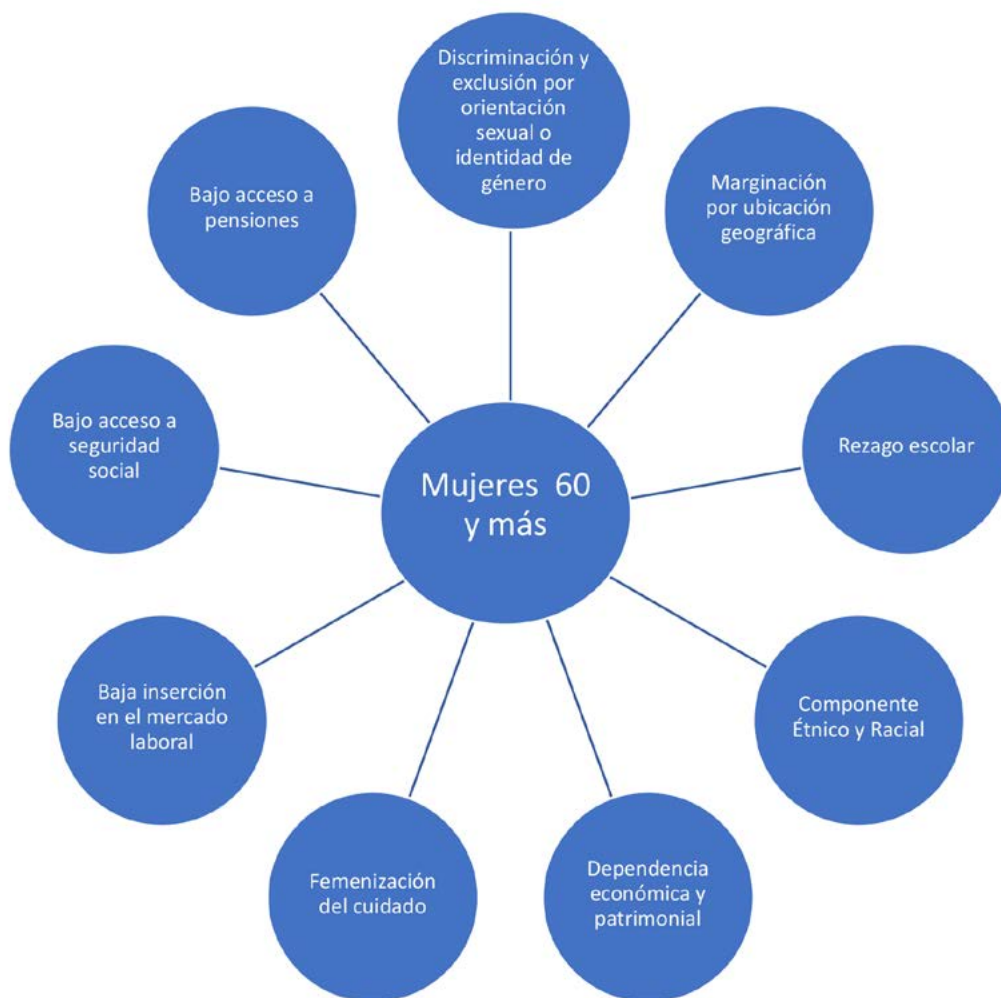 Discriminación y
exclusión por
orientación
sexual o
identidad de
género
Marginación
por ubicación
geográfica
Rezago escolar
Componente
Étnico y Racial
Dependencia
económica y
patrimonial
Femenización
del cuidado
Baja inserción
en el mercado
laboral
Bajo acceso a
seguridad
social
Bajo acceso a
pensiones
Mujeres 60
y más